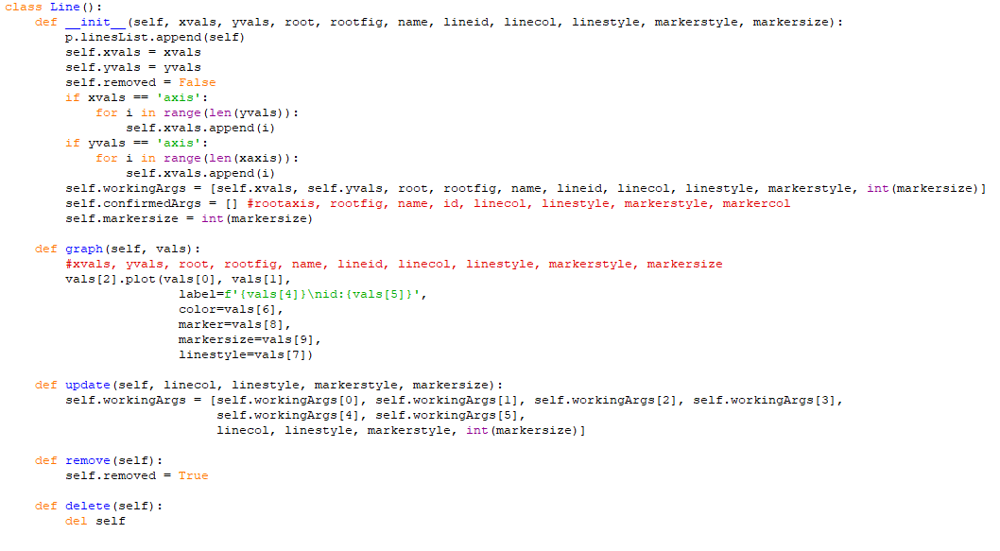 class Line():
    def __init__(self, xvals, yvals, root, rootfig, name, lineid, linecol, linestyle, markerstyle, markersize):
        p.linesList.append(self)
        self.xvals = xvals
        self.yvals = yvals
        self.removed = False
        if xvals == 'axis':
            for i in range(len(yvals)):
                self.xvals.append(i)
        if yvals == 'axis':
            for i in range(len(xaxis)):
                self.xvals.append(i)
        self.workingArgs = [self.xvals, self.yvals, root, rootfig, name, lineid, linecol, linestyle, markerstyle, int(markersize)]
        self.confirmedArgs = [] #rootaxis, rootfig, name, id, linecol, linestyle, markerstyle, markercol
        self.markersize = int(markersize)

    def graph(self, vals):
        #xvals, yvals, root, rootfig, name, lineid, linecol, linestyle, markerstyle, markersize
        vals[2].plot(vals[0], vals[1],
                       label=f'{vals[4]}\nid:{vals[5]}',
                       color=vals[6],
                       marker=vals[8],
                       markersize=vals[9],
                       linestyle=vals[7])

    def update(self, linecol, linestyle, markerstyle, markersize):
        self.workingArgs = [self.workingArgs[0], self.workingArgs[1], self.workingArgs[2], self.workingArgs[3],
                            self.workingArgs[4], self.workingArgs[5],
                            linecol, linestyle, markerstyle, int(markersize)]

    def remove(self):
        self.removed = True

    def delete(self):
        del self